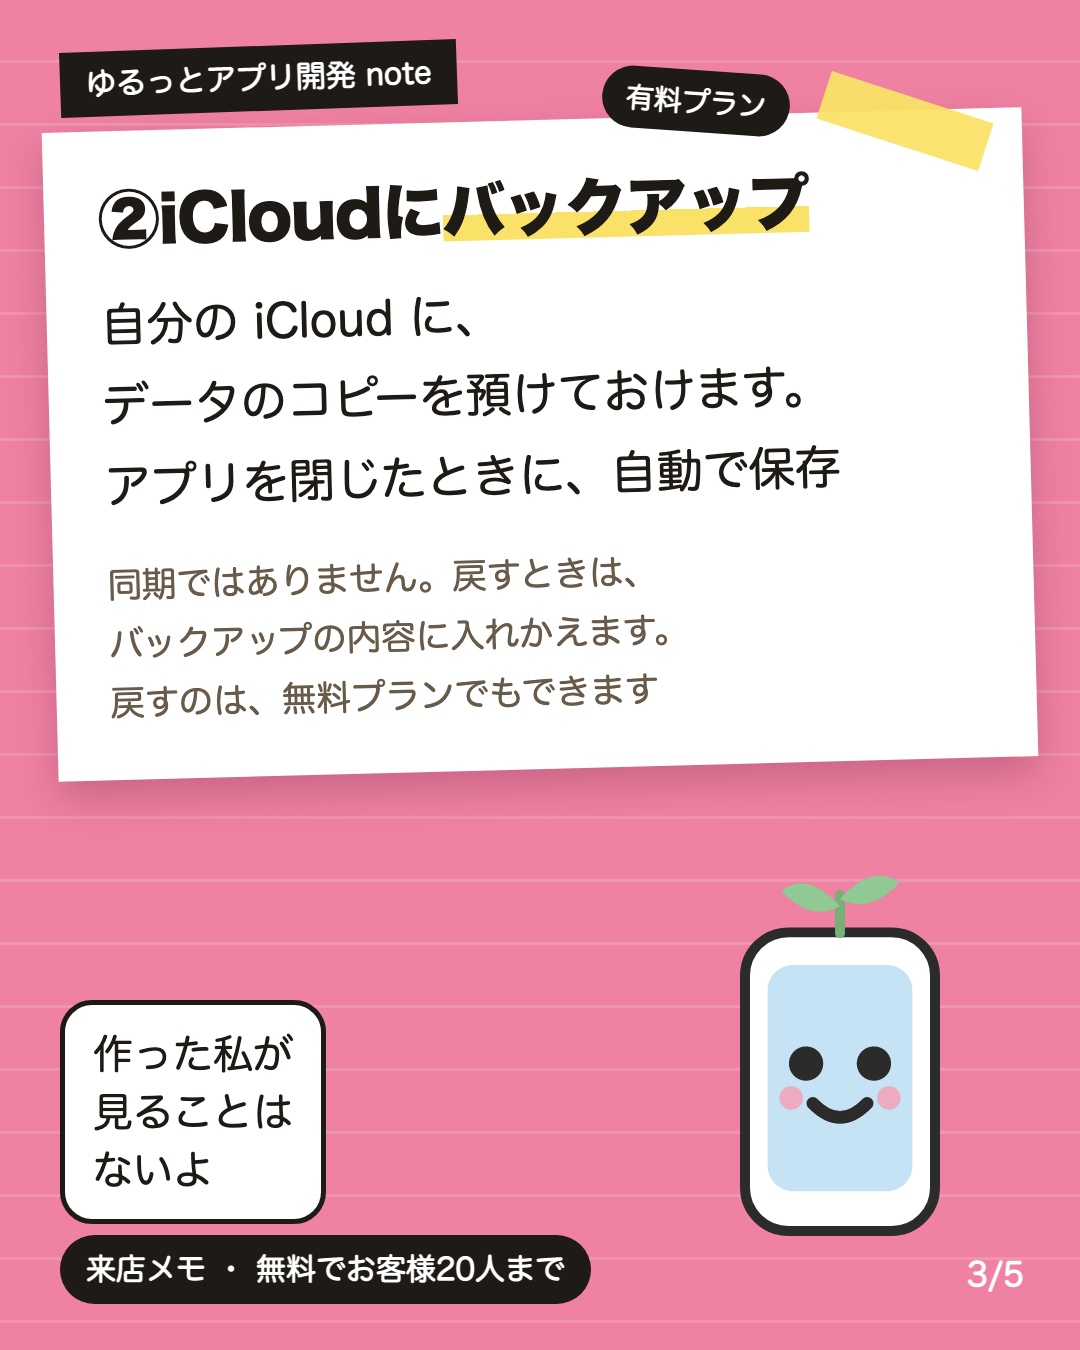 ゆるっとアプリ開発 note
有料プラン
②iCloudにバックアップ
自分の iCloud に、
データのコピーを預けておけます。
アプリを閉じたときに、自動で保存
同期ではありません。戻すときは、
バックアップの内容に入れかえます。
戻すのは、無料プランでもできます
作った私が
見ることは
ないよ
来店メモ ・ 無料でお客様20人まで
3/5